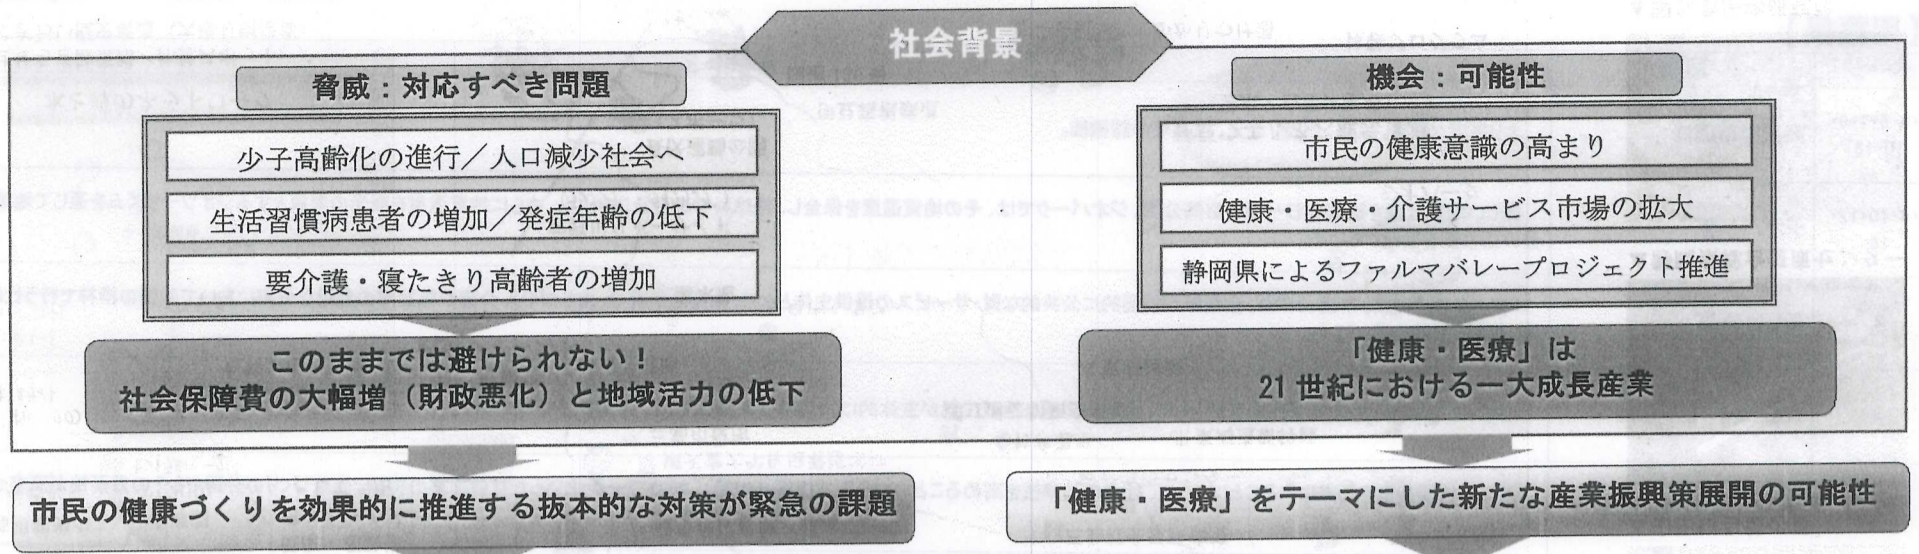 社会背景
脅威：対応すべき問題
少子高齢化の進行／人口減少社会へ
生活習慣病患者の増加／発症年齢の低下
要介護・寝たきり高齢者の増加
このままでは避けられない！
社会保障費の大幅増（財政悪化）と地域活力の低下
市民の健康づくりを効果的に推進する抜本的な対策が緊急の課題
機会：可能性
市民の健康意識の高まり
健康・医療・介護サービス市場の拡大
静岡県によるファルマバレープロジェクト推進
「健康・医療」は
21世紀における一大成長産業
「健康・医療」をテーマにした新たな産業振興策展開の可能性